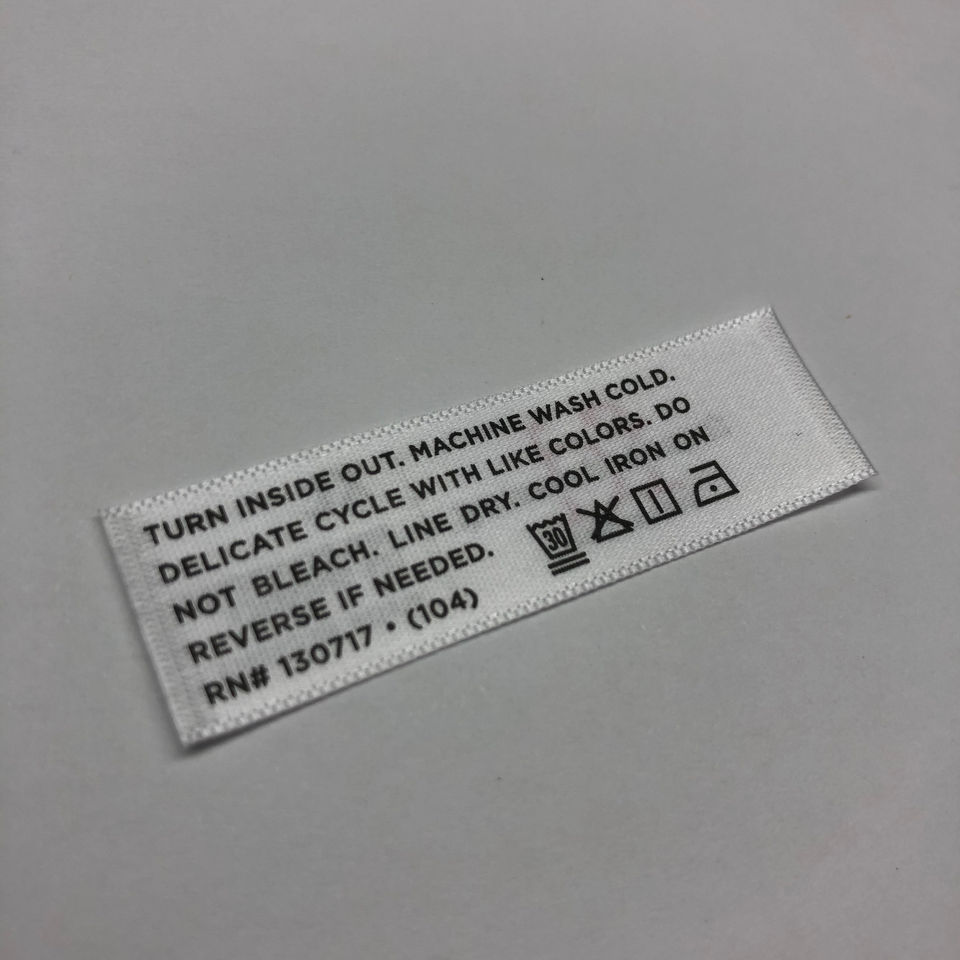 TURN INSIDE OUT. MACHINE WASH COLD.
DELICATE CYCLE WITH LIKE COLORS. DO
NOT BLEACH. LINE DRY. COOL IRON ON
REVERSE IF NEEDED.
30
RN# 130717 • (104)